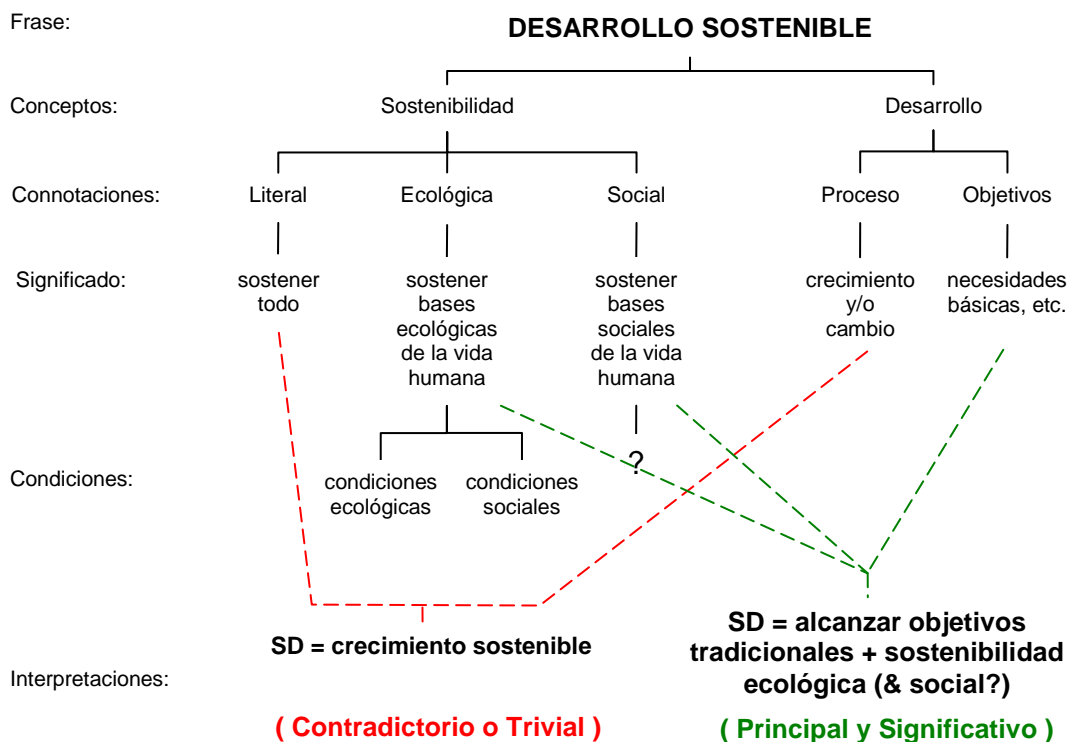 Frase:
DESARROLLO SOSTENIBLE
Conceptos:
Sostenibilidad
Desarrollo
Connotaciones:
Literal
Ecológica
Social
Proceso
Objetivos
Significado:
sostener
todo
sostener
bases
ecológicas
de la vida
humana
sostener
bases
sociales
de la vida
humana
crecimiento
y/o
cambio
necesidades
básicas, etc.
Condiciones:
condiciones
ecológicas
condiciones
sociales
?
Interpretaciones:
SD = crecimiento sostenible
( Contradictorio o Trivial )
SD = alcanzar objetivos
tradicionales + sostenibilidad
ecológica (& social?)
( Principal y Significativo )